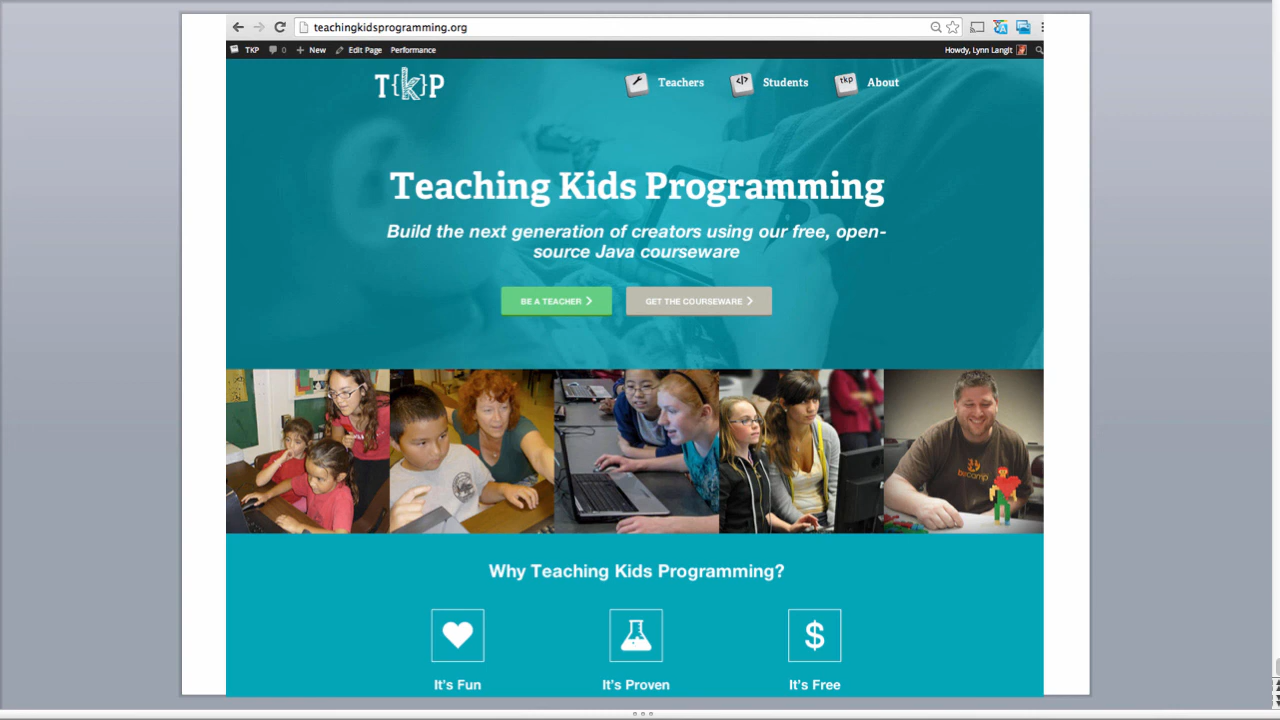 teachingkidsprogramming.org
TKP 0 New Edit Page Performance Howdy, Lynn Langit
T{k}P
Teachers </> Students tkp About
Teaching Kids Programming
Build the next generation of creators using our free, open-
source Java courseware
BE A TEACHER GET THE COURSEWARE
Why Teaching Kids Programming?
$
It's Fun It's Proven It's Free